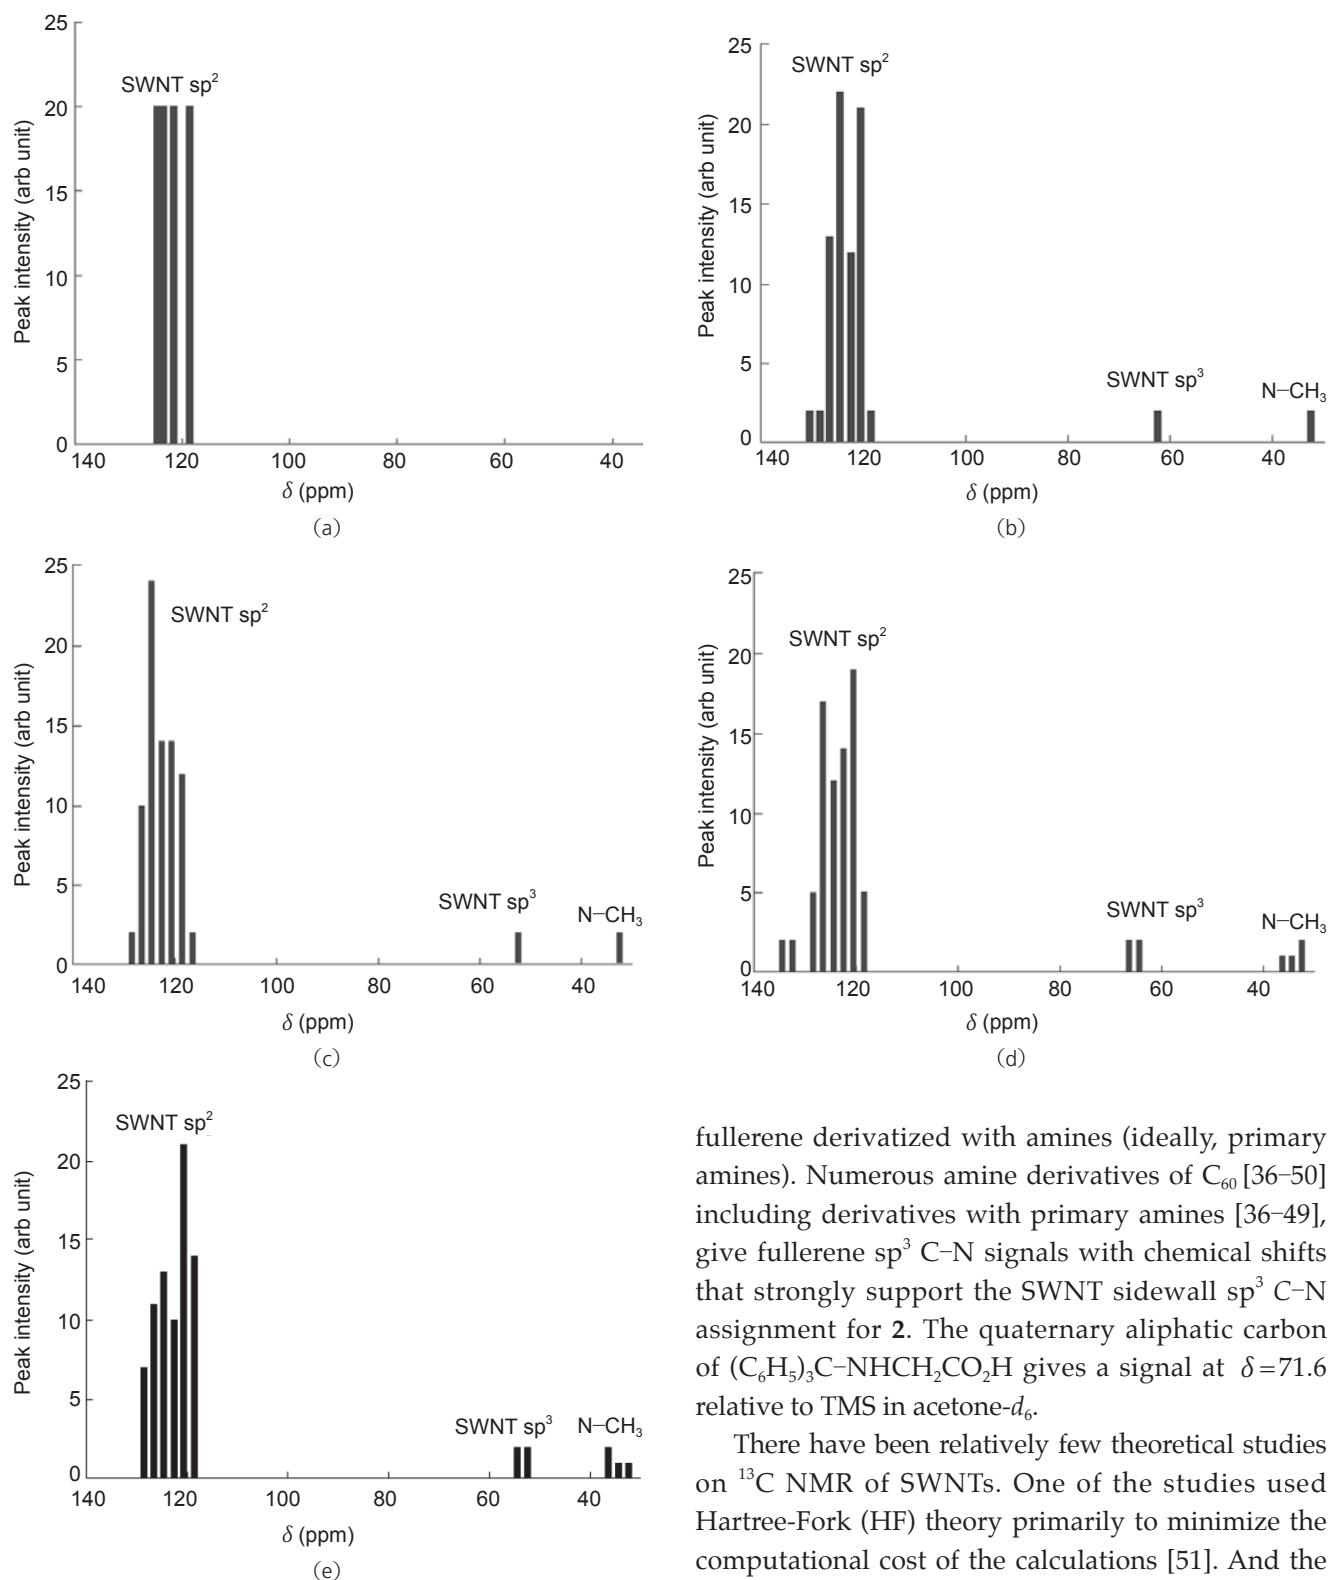 25
20
15
10
5
0
Peak intensity (arb unit)
SWNT sp²
140 120 100 80 60 40
δ (ppm)
(a)
25
20
15
10
5
0
Peak intensity (arb unit)
SWNT sp²
SWNT sp³
N−CH₃
140 120 100 80 60 40
δ (ppm)
(b)
25
20
15
10
5
0
Peak intensity (arb unit)
SWNT sp²
SWNT sp³
N−CH₃
140 120 100 80 60 40
δ (ppm)
(c)
25
20
15
10
5
0
Peak intensity (arb unit)
SWNT sp²
SWNT sp³
N−CH₃
140 120 100 80 60 40
δ (ppm)
(d)
25
20
15
10
5
0
Peak intensity (arb unit)
SWNT sp²
SWNT sp³
N−CH₃
140 120 100 80 60 40
δ (ppm)
(e)
fullerene derivatized with amines (ideally, primary
amines). Numerous amine derivatives of C₆₀ [36−50]
including derivatives with primary amines [36−49],
give fullerene sp³ C−N signals with chemical shifts
that strongly support the SWNT sidewall sp³ C−N
assignment for 2. The quaternary aliphatic carbon
of (C₆H₅)₃C−NHCH₂CO₂H gives a signal at δ=71.6
relative to TMS in acetone-d₆.
There have been relatively few theoretical studies
on ¹³C NMR of SWNTs. One of the studies used
Hartree-Fork (HF) theory primarily to minimize the
computational cost of the calculations [51]. And the